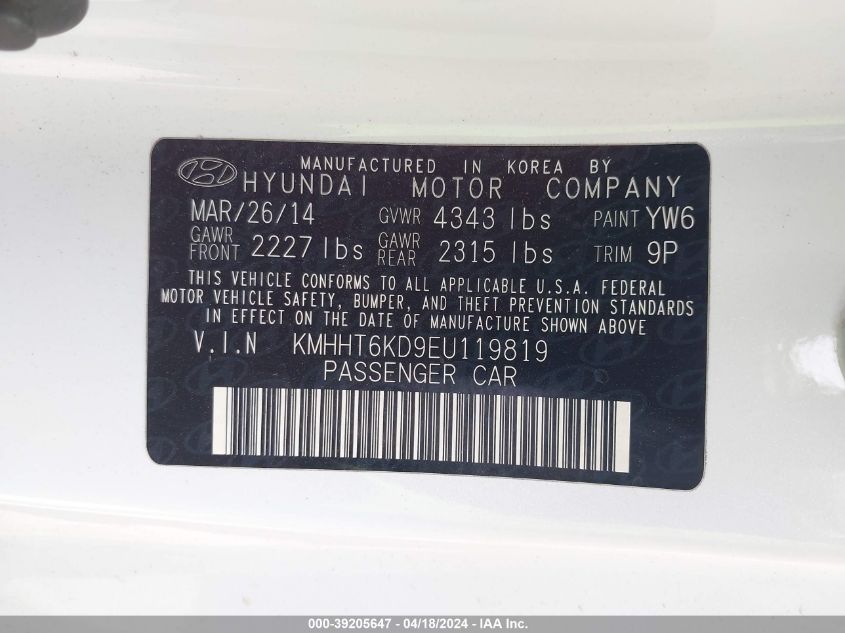 MANUFACTURED IN KOREA BY
HYUNDAI MOTOR COMPANY
MAR/26/14 GVWR 4343 lbs PAINT YW6
GAWR FRONT 2227 lbs GAWR REAR 2315 lbs TRIM 9P
THIS VEHICLE CONFORMS TO ALL APPLICABLE U.S.A. FEDERAL
MOTOR VEHICLE SAFETY, BUMPER, AND THEFT PREVENTION STANDARDS
IN EFFECT ON THE DATE OF MANUFACTURE SHOWN ABOVE
V.I.N KMHHT6KD9EU119819
PASSENGER CAR
000-39205647 - 04/18/2024 - IAA Inc.